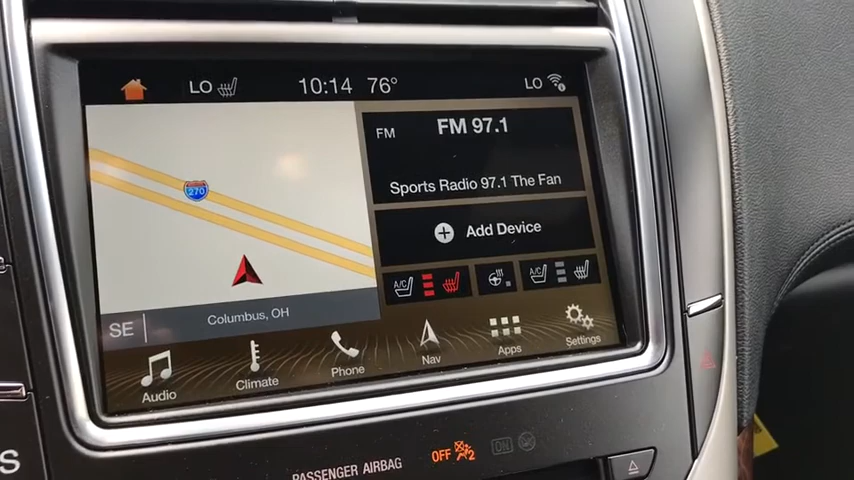 LO
10:14 76°
LO
270
FM
FM 97.1
Sports Radio 97.1 The Fan
Add Device
A/C
A/C
SE
Columbus, OH
Audio
Climate
Phone
Nav
Apps
Settings
S
PASSENGER AIRBAG
OFF
2
ON